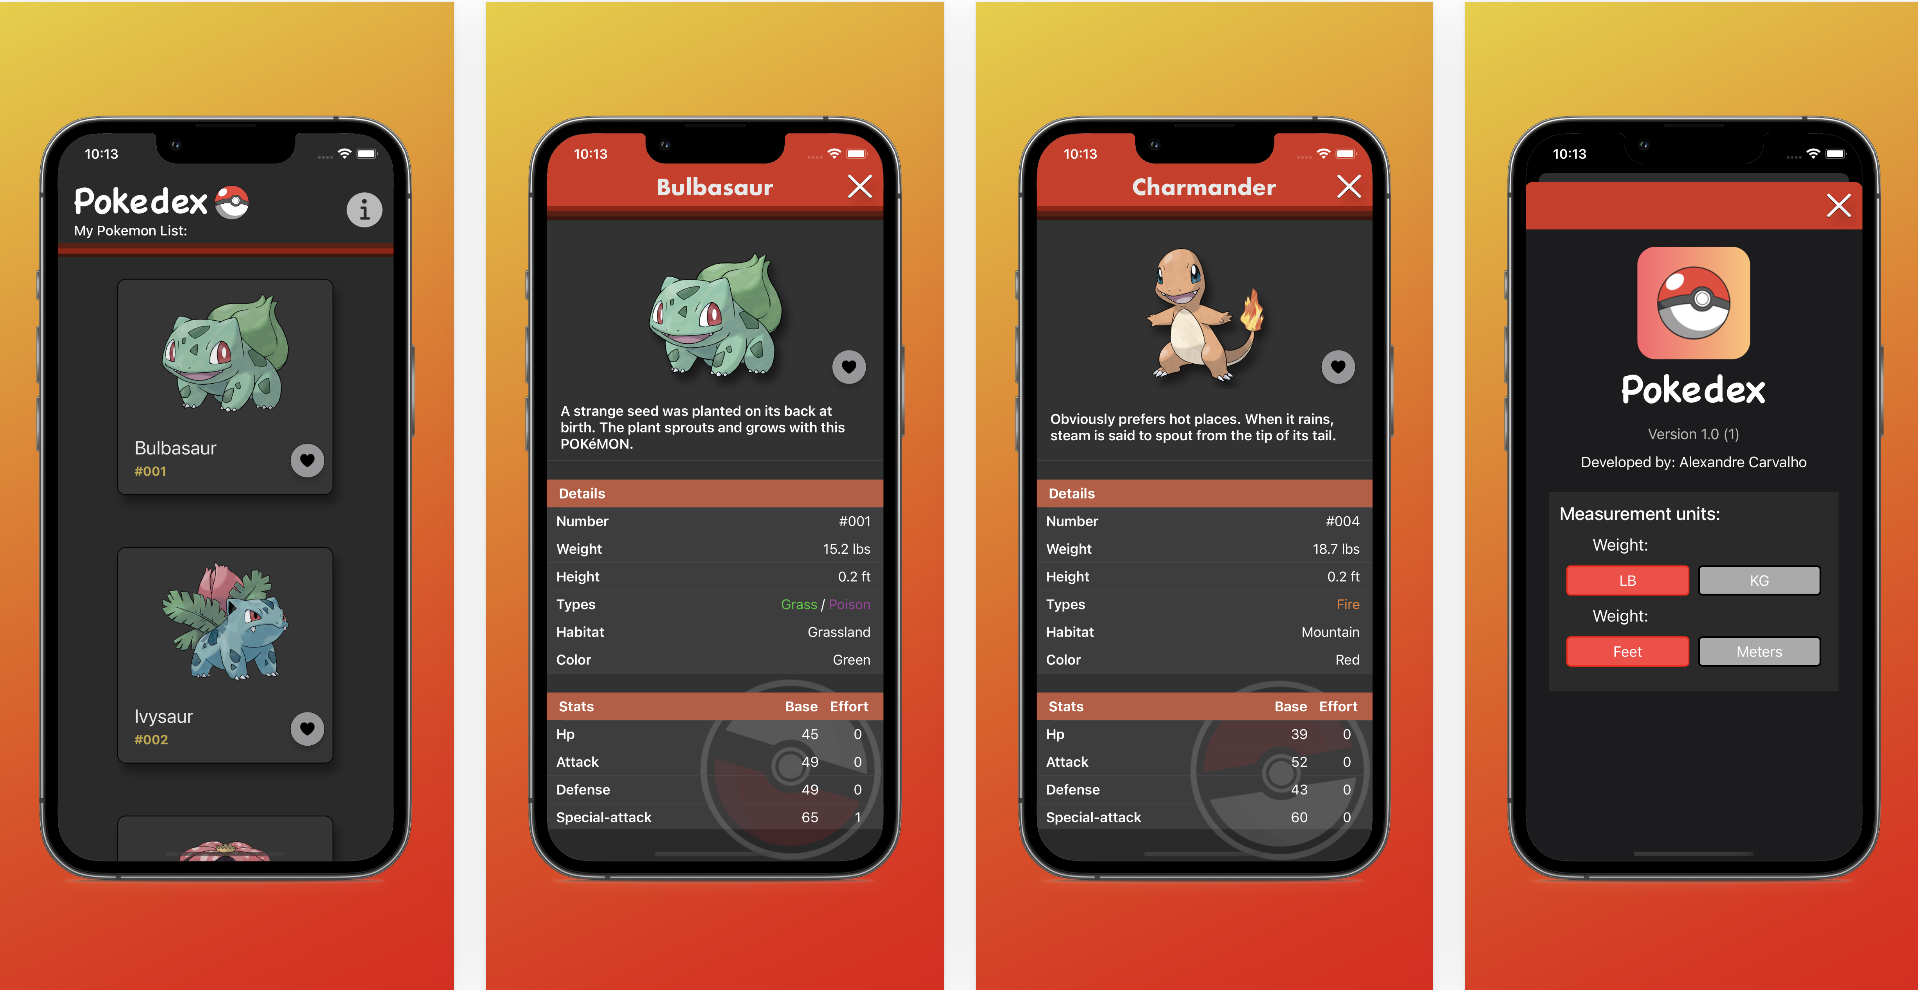 10:13
Pokedex
My Pokemon List:
Bulbasaur
#001
Ivysaur
#002
10:13
Bulbasaur
A strange seed was planted on its back at
birth. The plant sprouts and grows with this
POKéMON.
Details
Number #001
Weight 15.2 lbs
Height 0.2 ft
Types Grass / Poison
Habitat Grassland
Color Green
Stats Base Effort
Hp 45 0
Attack 49 0
Defense 49 0
Special-attack 65 1
10:13
Charmander
Obviously prefers hot places. When it rains,
steam is said to spout from the tip of its tail.
Details
Number #004
Weight 18.7 lbs
Height 0.2 ft
Types Fire
Habitat Mountain
Color Red
Stats Base Effort
Hp 39 0
Attack 52 0
Defense 43 0
Special-attack 60 0
10:13
Pokedex
Version 1.0 (1)
Developed by: Alexandre Carvalho
Measurement units:
Weight:
LB KG
Weight:
Feet Meters